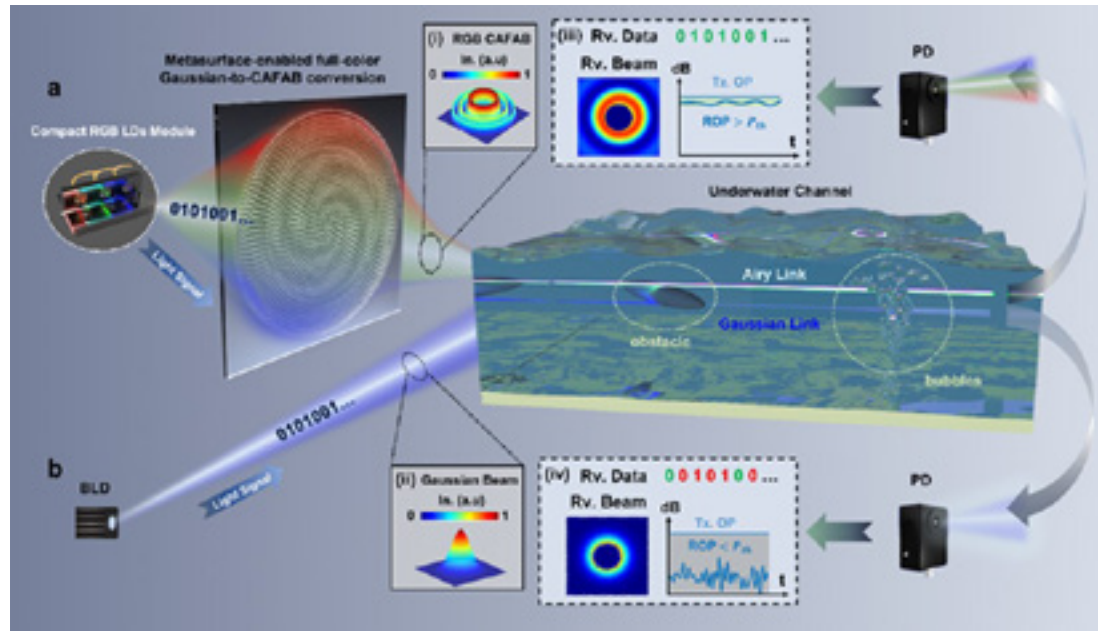 a
Metasurface-enabled full-color
Gaussian-to-CAFAB conversion
Compact RGB LDs Module
0101001...
Light Signal
(i) RGB CAFAB
In. (a.u)
0 1
(iii) Rv. Data 0101001...
Rv. Beam
dB
Tx. OP
ROP > Pth
t
PD
Underwater Channel
Airy Link
Gaussian Link
obstacle
bubbles
b
BLD
0101001...
Light Signal
(ii) Gaussian Beam
In. (a.u)
0 1
(iv) Rv. Data 0010100...
Rv. Beam
dB
Tx. OP
ROP < Pth
t
PD